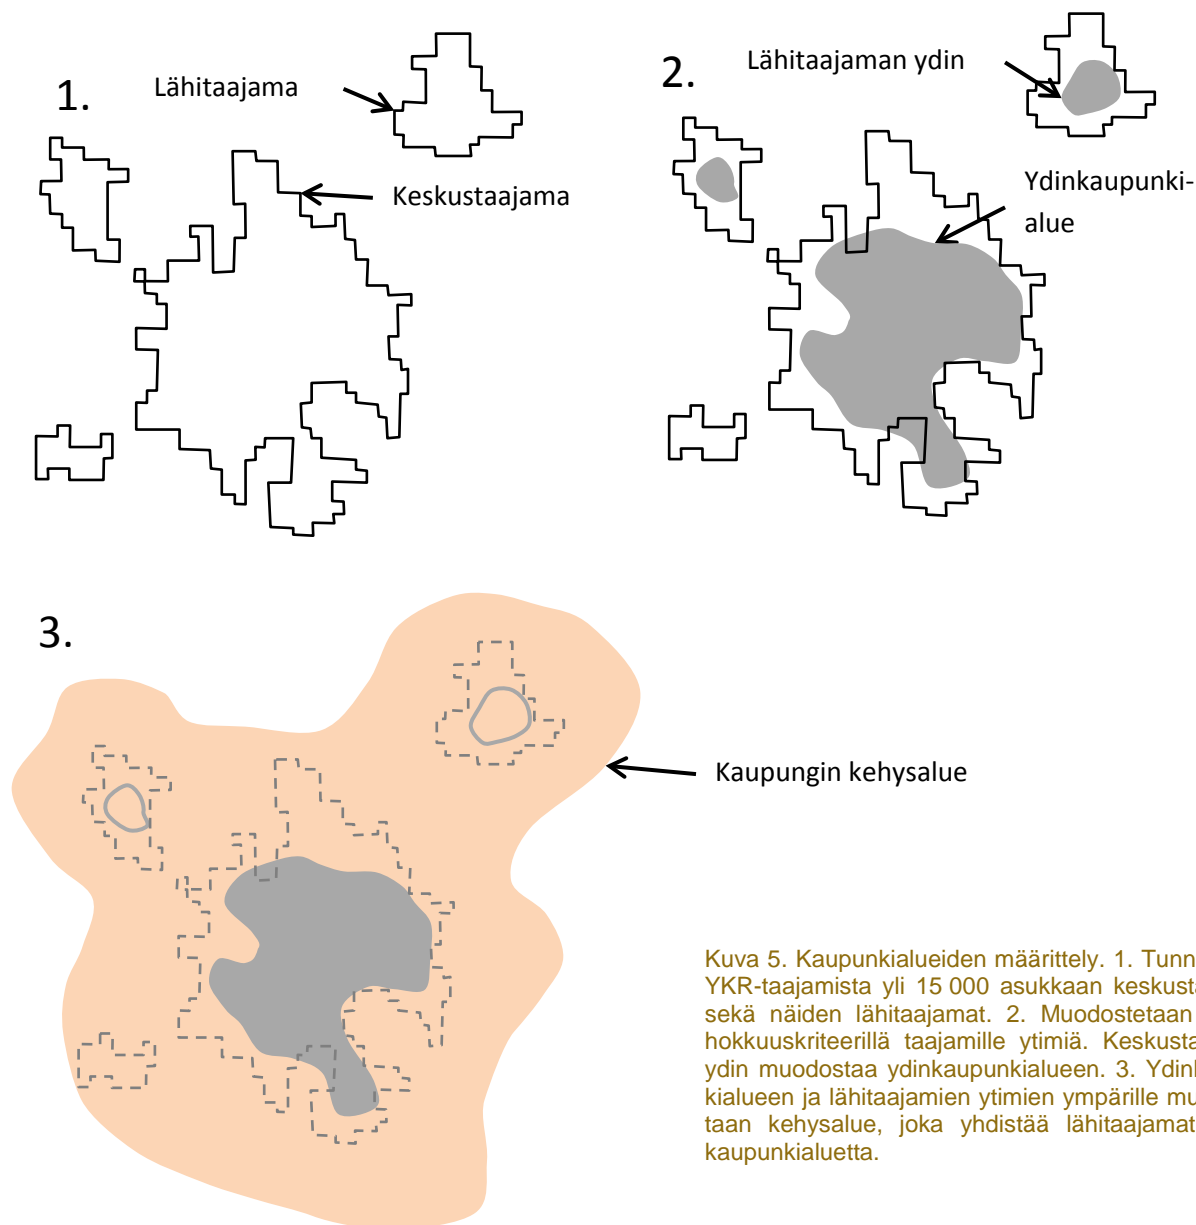 1.
Lähitaajama
Keskustaajama
2.
Lähitaajaman ydin
Ydinkaupunki-
alue
3.
Kaupungin kehysalue
Kuva 5. Kaupunkialueiden määrittely. 1. Tunn
YKR-taajamista yli 15 000 asukkaan keskusta
sekä näiden lähitaajamat. 2. Muodostetaan
hokkuuskriteerillä taajamille ytimiä. Keskusta
ydin muodostaa ydinkaupunkialueen. 3. Ydinl
kialueen ja lähitaajamien ytimien ympärille mu
taan kehysalue, joka yhdistää lähitaajamat
kaupunkialuetta.